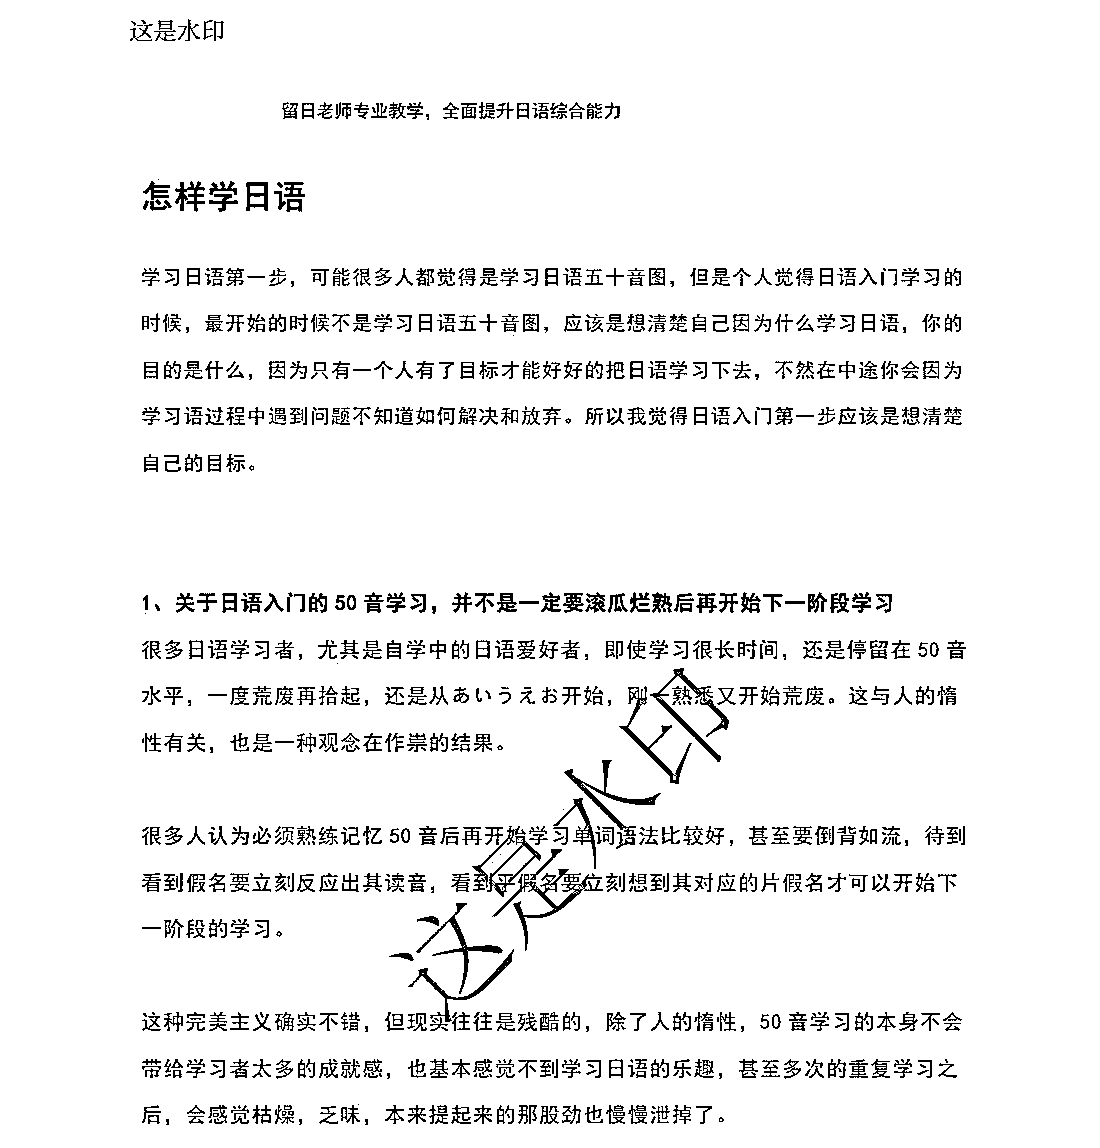 这是水印
留日老师专业教学，全面提升日语综合能力
怎样学日语
学习日语第一步，可能很多人都觉得是学习日语五十音图，但是个人觉得日语入门学习的
时候，最开始的时候不是学习日语五十音图，应该是想清楚自己因为什么学习日语，你的
目的是什么，因为只有一个人有了目标才能好好的把日语学习下去，不然在中途你会因为
学习语过程中遇到问题不知道如何解决和放弃。所以我觉得日语入门第一步应该是想清楚
自己的目标。
1、关于日语入门的 50 音学习，并不是一定要滚瓜烂熟后再开始下一阶段学习
很多日语学习者，尤其是自学中的日语爱好者，即使学习很长时间，还是停留在 50 音
水平，一度荒废再拾起，还是从あいうえお开始，刚一熟悉又开始荒废。这与人的惰
性有关，也是一种观念在作祟的结果。
很多人认为必须熟练记忆 50 音后再开始学习单词语法比较好，甚至要倒背如流，待到
看到假名要立刻反应出其读音，看到平假名要立刻想到其对应的片假名才可以开始下
一阶段的学习。
这是水印
这种完美主义确实不错，但现实往往是残酷的，除了人的惰性，50 音学习的本身不会
带给学习者太多的成就感，也基本感觉不到学习日语的乐趣，甚至多次的重复学习之
后，会感觉枯燥，乏味，本来提起来的那股劲也慢慢泄掉了。